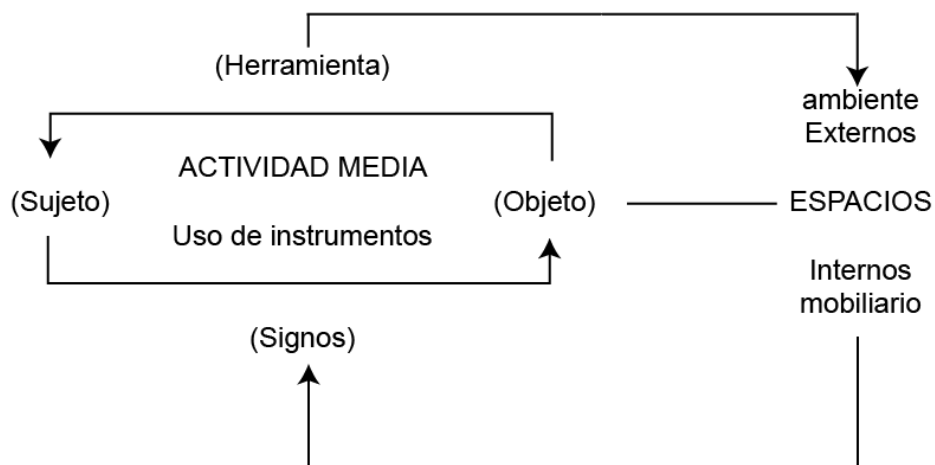 (Herramienta)
ambiente
Externos
ACTIVIDAD MEDIA
(Sujeto)
(Objeto)
ESPACIOS
Uso de instrumentos
Internos
mobiliario
(Signos)